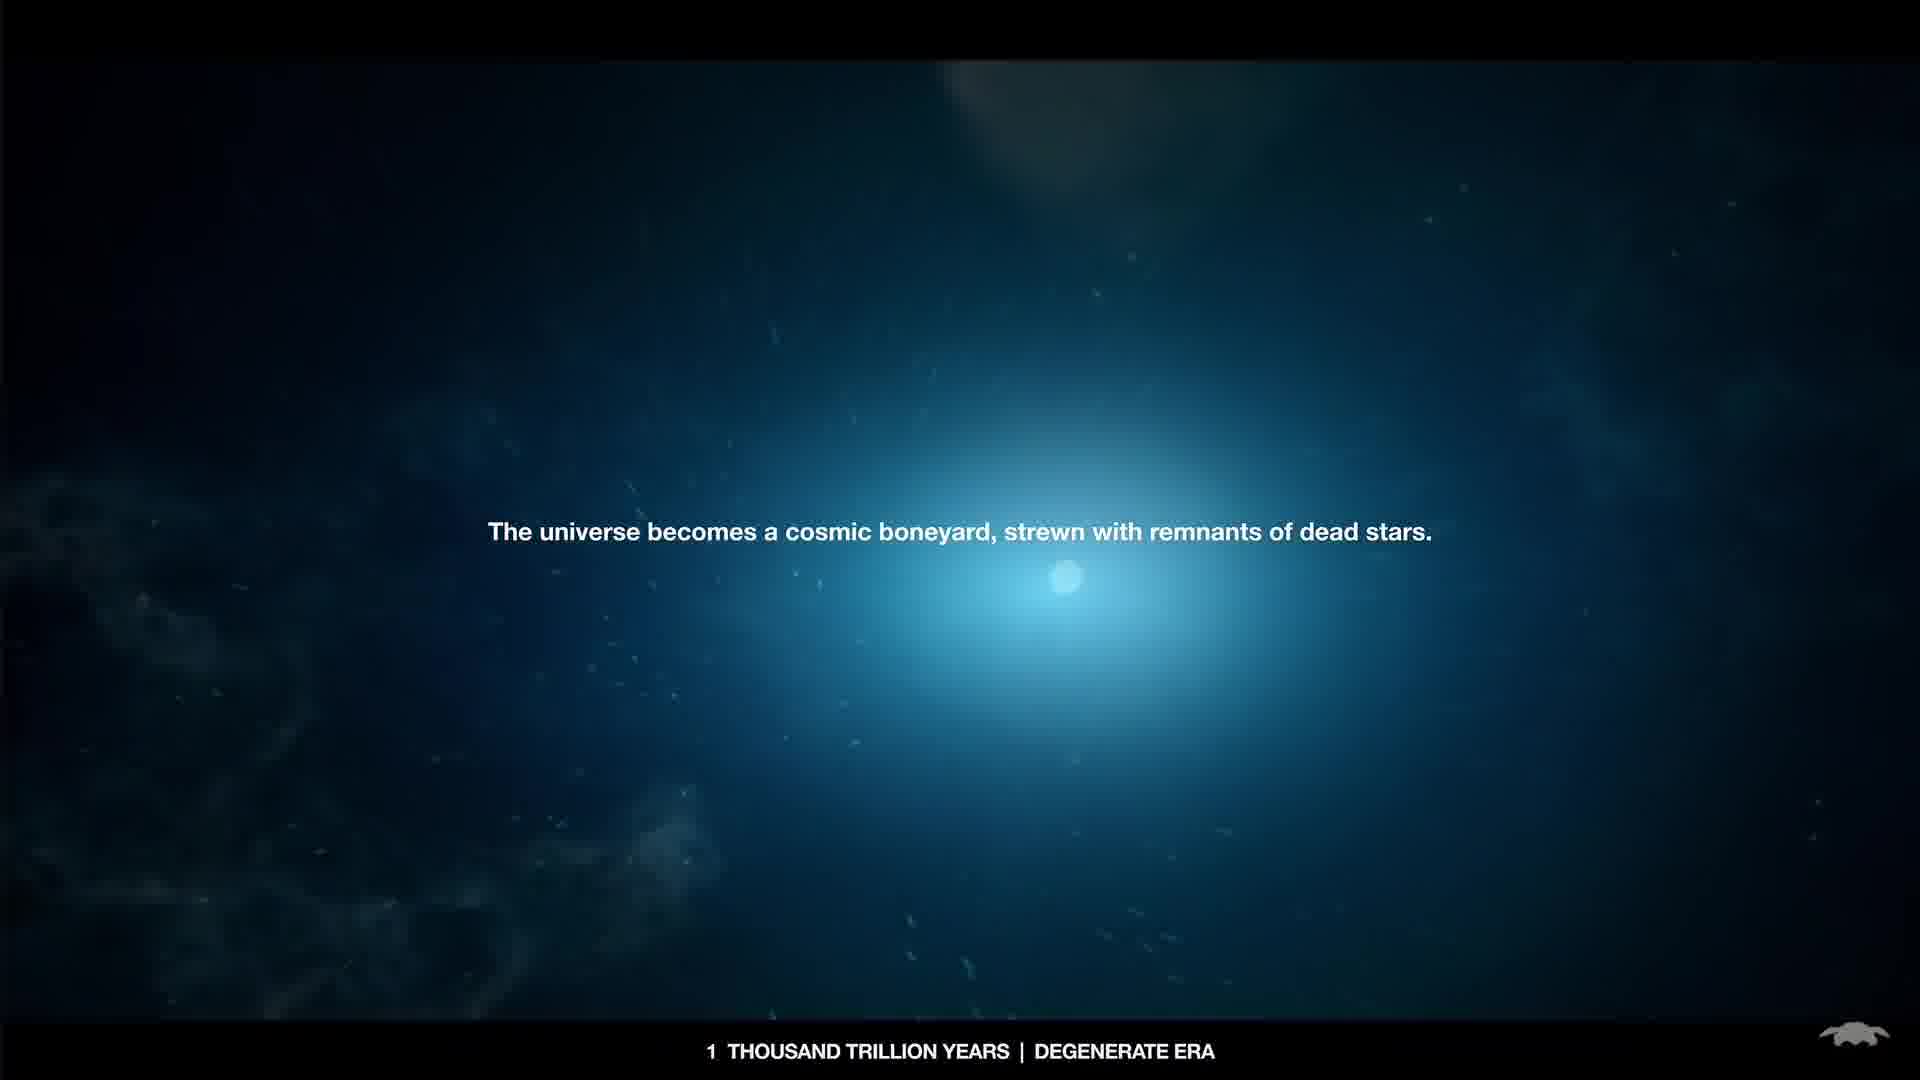 The universe becomes a cosmic boneyard, strewn with remnants of dead stars.
1 THOUSAND TRILLION YEARS | DEGENERATE ERA